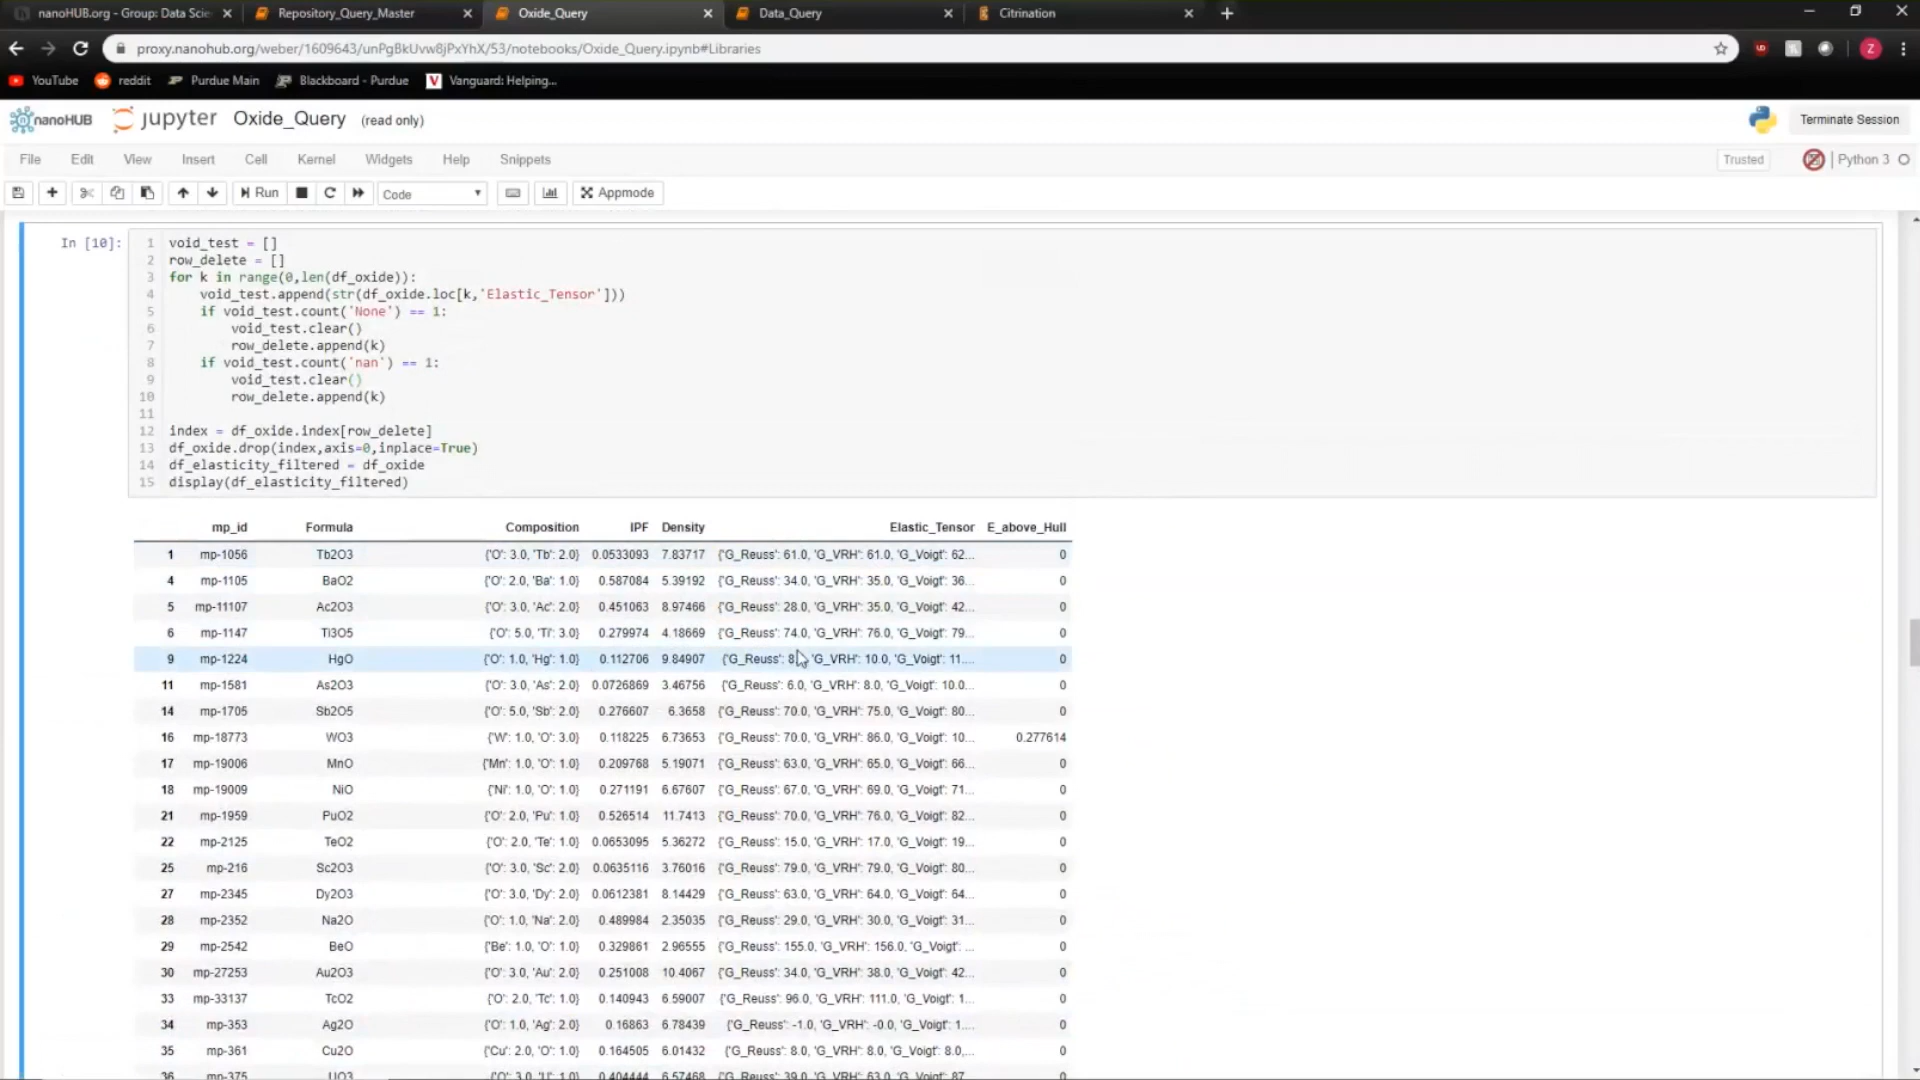 nanoHUB.org - Group: Data Scie
Repository_Query_Master
Oxide_Query
Data_Query
Citrination
proxy.nanohub.org/weber/1609643/unPgBkUvw8jPxYhX/53/notebooks/Oxide_Query.ipynb#Libraries
YouTube reddit Purdue Main Blackboard - Purdue Vanguard: Helping...
nanoHUB jupyter Oxide_Query (read only) Terminate Session
File Edit View Insert Cell Kernel Widgets Help Snippets Trusted Python 3
Run Code Appmode
In [10]:
1 void_test = []
2 row_delete = []
3 for k in range(0,len(df_oxide)):
4 void_test.append(str(df_oxide.loc[k,'Elastic_Tensor']))
5 if void_test.count('None') == 1:
6 void_test.clear()
7 row_delete.append(k)
8 if void_test.count('nan') == 1:
9 void_test.clear()
10 row_delete.append(k)
11
12 index = df_oxide.index[row_delete]
13 df_oxide.drop(index,axis=0,inplace=True)
14 df_elasticity_filtered = df_oxide
15 display(df_elasticity_filtered)
mp_id Formula Composition IPF Density Elastic_Tensor E_above_Hull
1 mp-1056 Tb2O3 {'O': 3.0, 'Tb': 2.0} 0.0533093 7.83717 {'G_Reuss': 61.0, 'G_VRH': 61.0, 'G_Voigt': 62... 0
4 mp-1105 BaO2 {'O': 2.0, 'Ba': 1.0} 0.587084 5.39192 {'G_Reuss': 34.0, 'G_VRH': 35.0, 'G_Voigt': 36... 0
5 mp-11107 Ac2O3 {'O': 3.0, 'Ac': 2.0} 0.451063 8.97466 {'G_Reuss': 28.0, 'G_VRH': 35.0, 'G_Voigt': 42... 0
6 mp-1147 Ti3O5 {'O': 5.0, 'Ti': 3.0} 0.279974 4.18669 {'G_Reuss': 74.0, 'G_VRH': 76.0, 'G_Voigt': 79... 0
9 mp-1224 HgO {'O': 1.0, 'Hg': 1.0} 0.112706 9.84907 {'G_Reuss': 8. 'G_VRH': 10.0, 'G_Voigt': 11.... 0
11 mp-1581 As2O3 {'O': 3.0, 'As': 2.0} 0.0726869 3.46756 {'G_Reuss': 6.0, 'G_VRH': 8.0, 'G_Voigt': 10.0... 0
14 mp-1705 Sb2O5 {'O': 5.0, 'Sb': 2.0} 0.276607 6.3658 {'G_Reuss': 70.0, 'G_VRH': 75.0, 'G_Voigt': 80... 0
16 mp-18773 WO3 {'W': 1.0, 'O': 3.0} 0.118225 6.73653 {'G_Reuss': 70.0, 'G_VRH': 86.0, 'G_Voigt': 10... 0.277614
17 mp-19006 MnO {'Mn': 1.0, 'O': 1.0} 0.209768 5.19071 {'G_Reuss': 63.0, 'G_VRH': 65.0, 'G_Voigt': 66... 0
18 mp-19009 NiO {'Ni': 1.0, 'O': 1.0} 0.271191 6.67607 {'G_Reuss': 67.0, 'G_VRH': 69.0, 'G_Voigt': 71... 0
21 mp-1959 PuO2 {'O': 2.0, 'Pu': 1.0} 0.526514 11.7413 {'G_Reuss': 70.0, 'G_VRH': 76.0, 'G_Voigt': 82... 0
22 mp-2125 TeO2 {'O': 2.0, 'Te': 1.0} 0.0653095 5.36272 {'G_Reuss': 15.0, 'G_VRH': 17.0, 'G_Voigt': 19... 0
25 mp-216 Sc2O3 {'O': 3.0, 'Sc': 2.0} 0.0635116 3.76016 {'G_Reuss': 79.0, 'G_VRH': 79.0, 'G_Voigt': 80... 0
27 mp-2345 Dy2O3 {'O': 3.0, 'Dy': 2.0} 0.0612381 8.14429 {'G_Reuss': 63.0, 'G_VRH': 64.0, 'G_Voigt': 64... 0
28 mp-2352 Na2O {'O': 1.0, 'Na': 2.0} 0.489984 2.35035 {'G_Reuss': 29.0, 'G_VRH': 30.0, 'G_Voigt': 31... 0
29 mp-2542 BeO {'Be': 1.0, 'O': 1.0} 0.329861 2.96555 {'G_Reuss': 155.0, 'G_VRH': 156.0, 'G_Voigt': ... 0
30 mp-27253 Au2O3 {'O': 3.0, 'Au': 2.0} 0.251008 10.4067 {'G_Reuss': 34.0, 'G_VRH': 38.0, 'G_Voigt': 42... 0
33 mp-33137 TcO2 {'O': 2.0, 'Tc': 1.0} 0.140943 6.59007 {'G_Reuss': 96.0, 'G_VRH': 111.0, 'G_Voigt': 1... 0
34 mp-353 Ag2O {'O': 1.0, 'Ag': 2.0} 0.16863 6.78439 {'G_Reuss': -1.0, 'G_VRH': -0.0, 'G_Voigt': 1.... 0
35 mp-361 Cu2O {'Cu': 2.0, 'O': 1.0} 0.164505 6.01432 {'G_Reuss': 8.0, 'G_VRH': 8.0, 'G_Voigt': 8.0,... 0
36 mp-375 UO3 {'O': 3.0, 'U': 1.0} 0.404444 6.57468 {'G_Reuss': 39.0, 'G_VRH': 63.0, 'G_Voigt': 87... 0